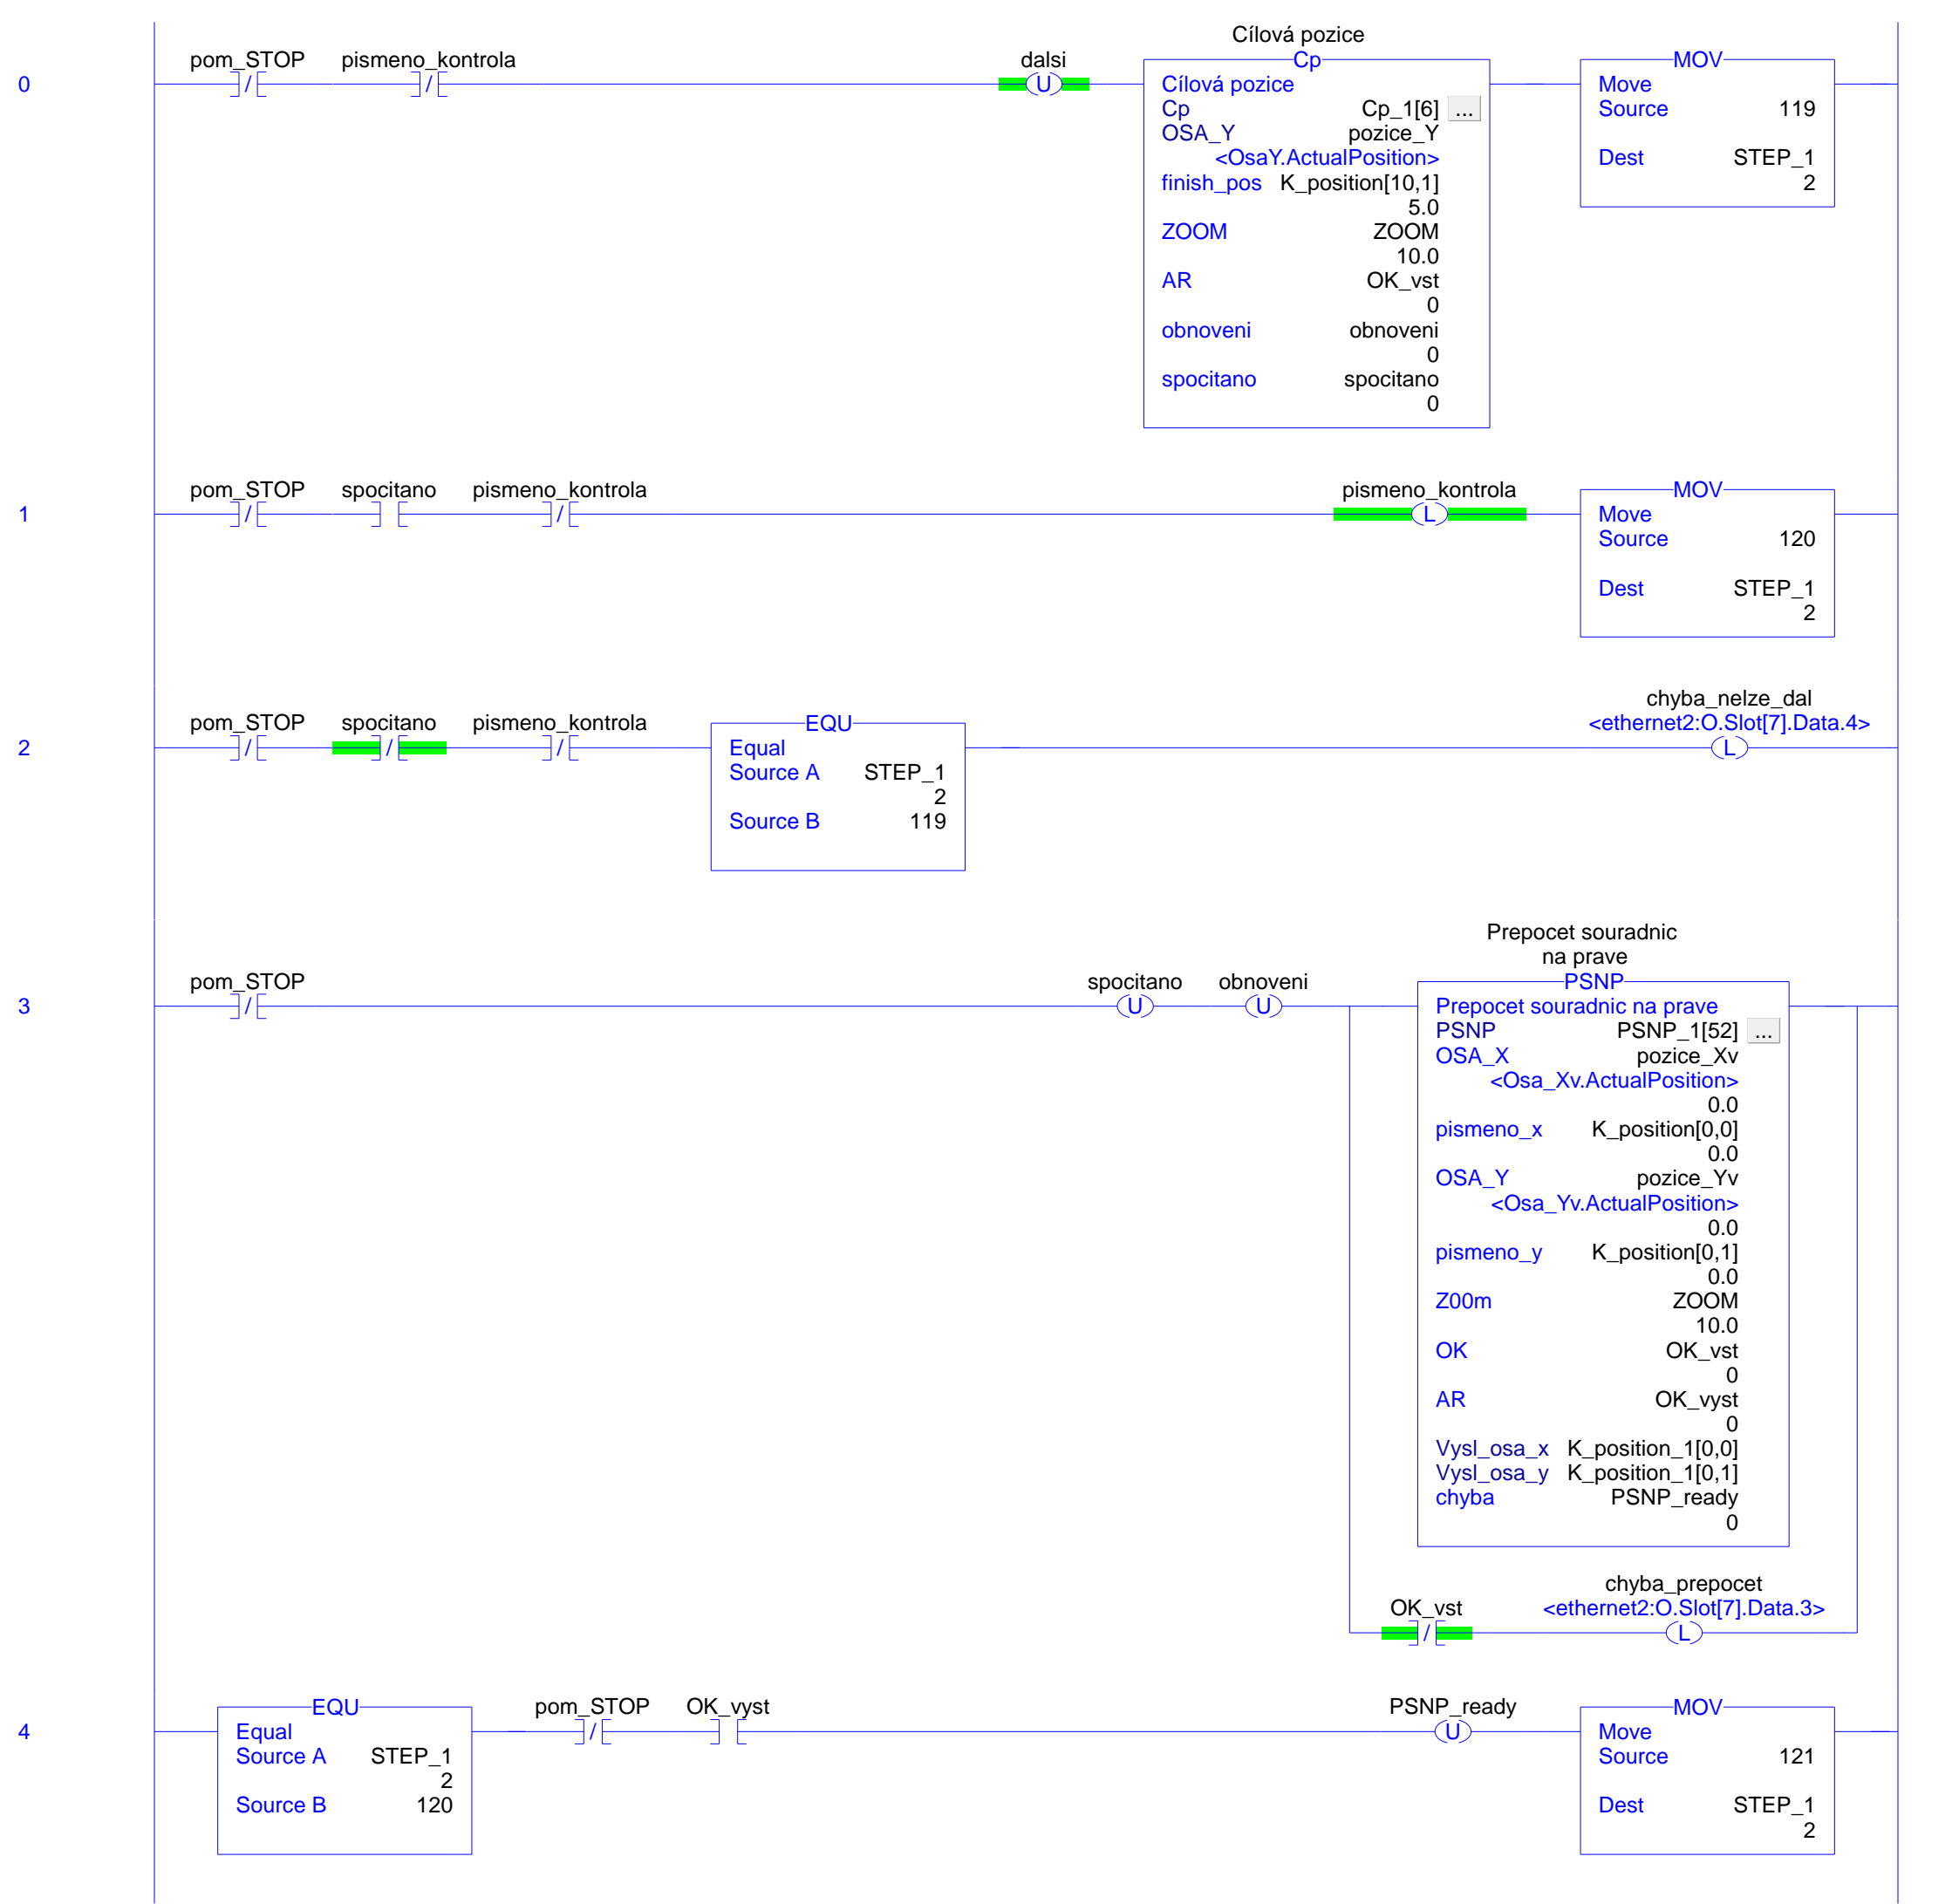 0
pom_STOP pismeno_kontrola dalsi
U
Cílová pozice
Cp
Cílová pozice
Cp Cp_1[6] ...
OSA_Y pozice_Y
<OsaY.ActualPosition>
finish_pos K_position[10,1]
5.0
ZOOM ZOOM
10.0
AR OK_vst
0
obnoveni obnoveni
0
spocitano spocitano
0
MOV
Move
Source 119
Dest STEP_1
2
1
pom_STOP spocitano pismeno_kontrola pismeno_kontrola
L
MOV
Move
Source 120
Dest STEP_1
2
2
pom_STOP spocitano pismeno_kontrola
EQU
Equal
Source A STEP_1
2
Source B 119
chyba_nelze_dal
<ethernet2:O.Slot[7].Data.4>
L
3
pom_STOP spocitano obnoveni
U U
Prepocet souradnic
na prave
PSNP
Prepocet souradnic na prave
PSNP PSNP_1[52] ...
OSA_X pozice_Xv
<Osa_Xv.ActualPosition>
0.0
pismeno_x K_position[0,0]
0.0
OSA_Y pozice_Yv
<Osa_Yv.ActualPosition>
0.0
pismeno_y K_position[0,1]
0.0
Z00m ZOOM
10.0
OK OK_vst
0
AR OK_vyst
0
Vysl_osa_x K_position_1[0,0]
Vysl_osa_y K_position_1[0,1]
chyba PSNP_ready
0
OK_vst
chyba_prepocet
<ethernet2:O.Slot[7].Data.3>
L
4
EQU
Equal
Source A STEP_1
2
Source B 120
pom_STOP OK_vyst PSNP_ready
U
MOV
Move
Source 121
Dest STEP_1
2